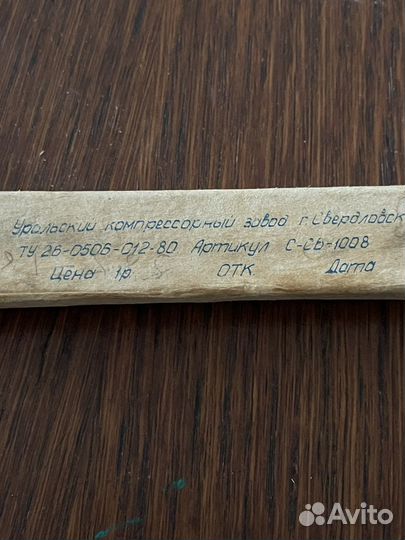 Уральский компрессорный завод г. Свердловск
ТУ 26-0506-012-80 Артикул С-СБ-1008
Цена 1р ОТК Дата
Avito